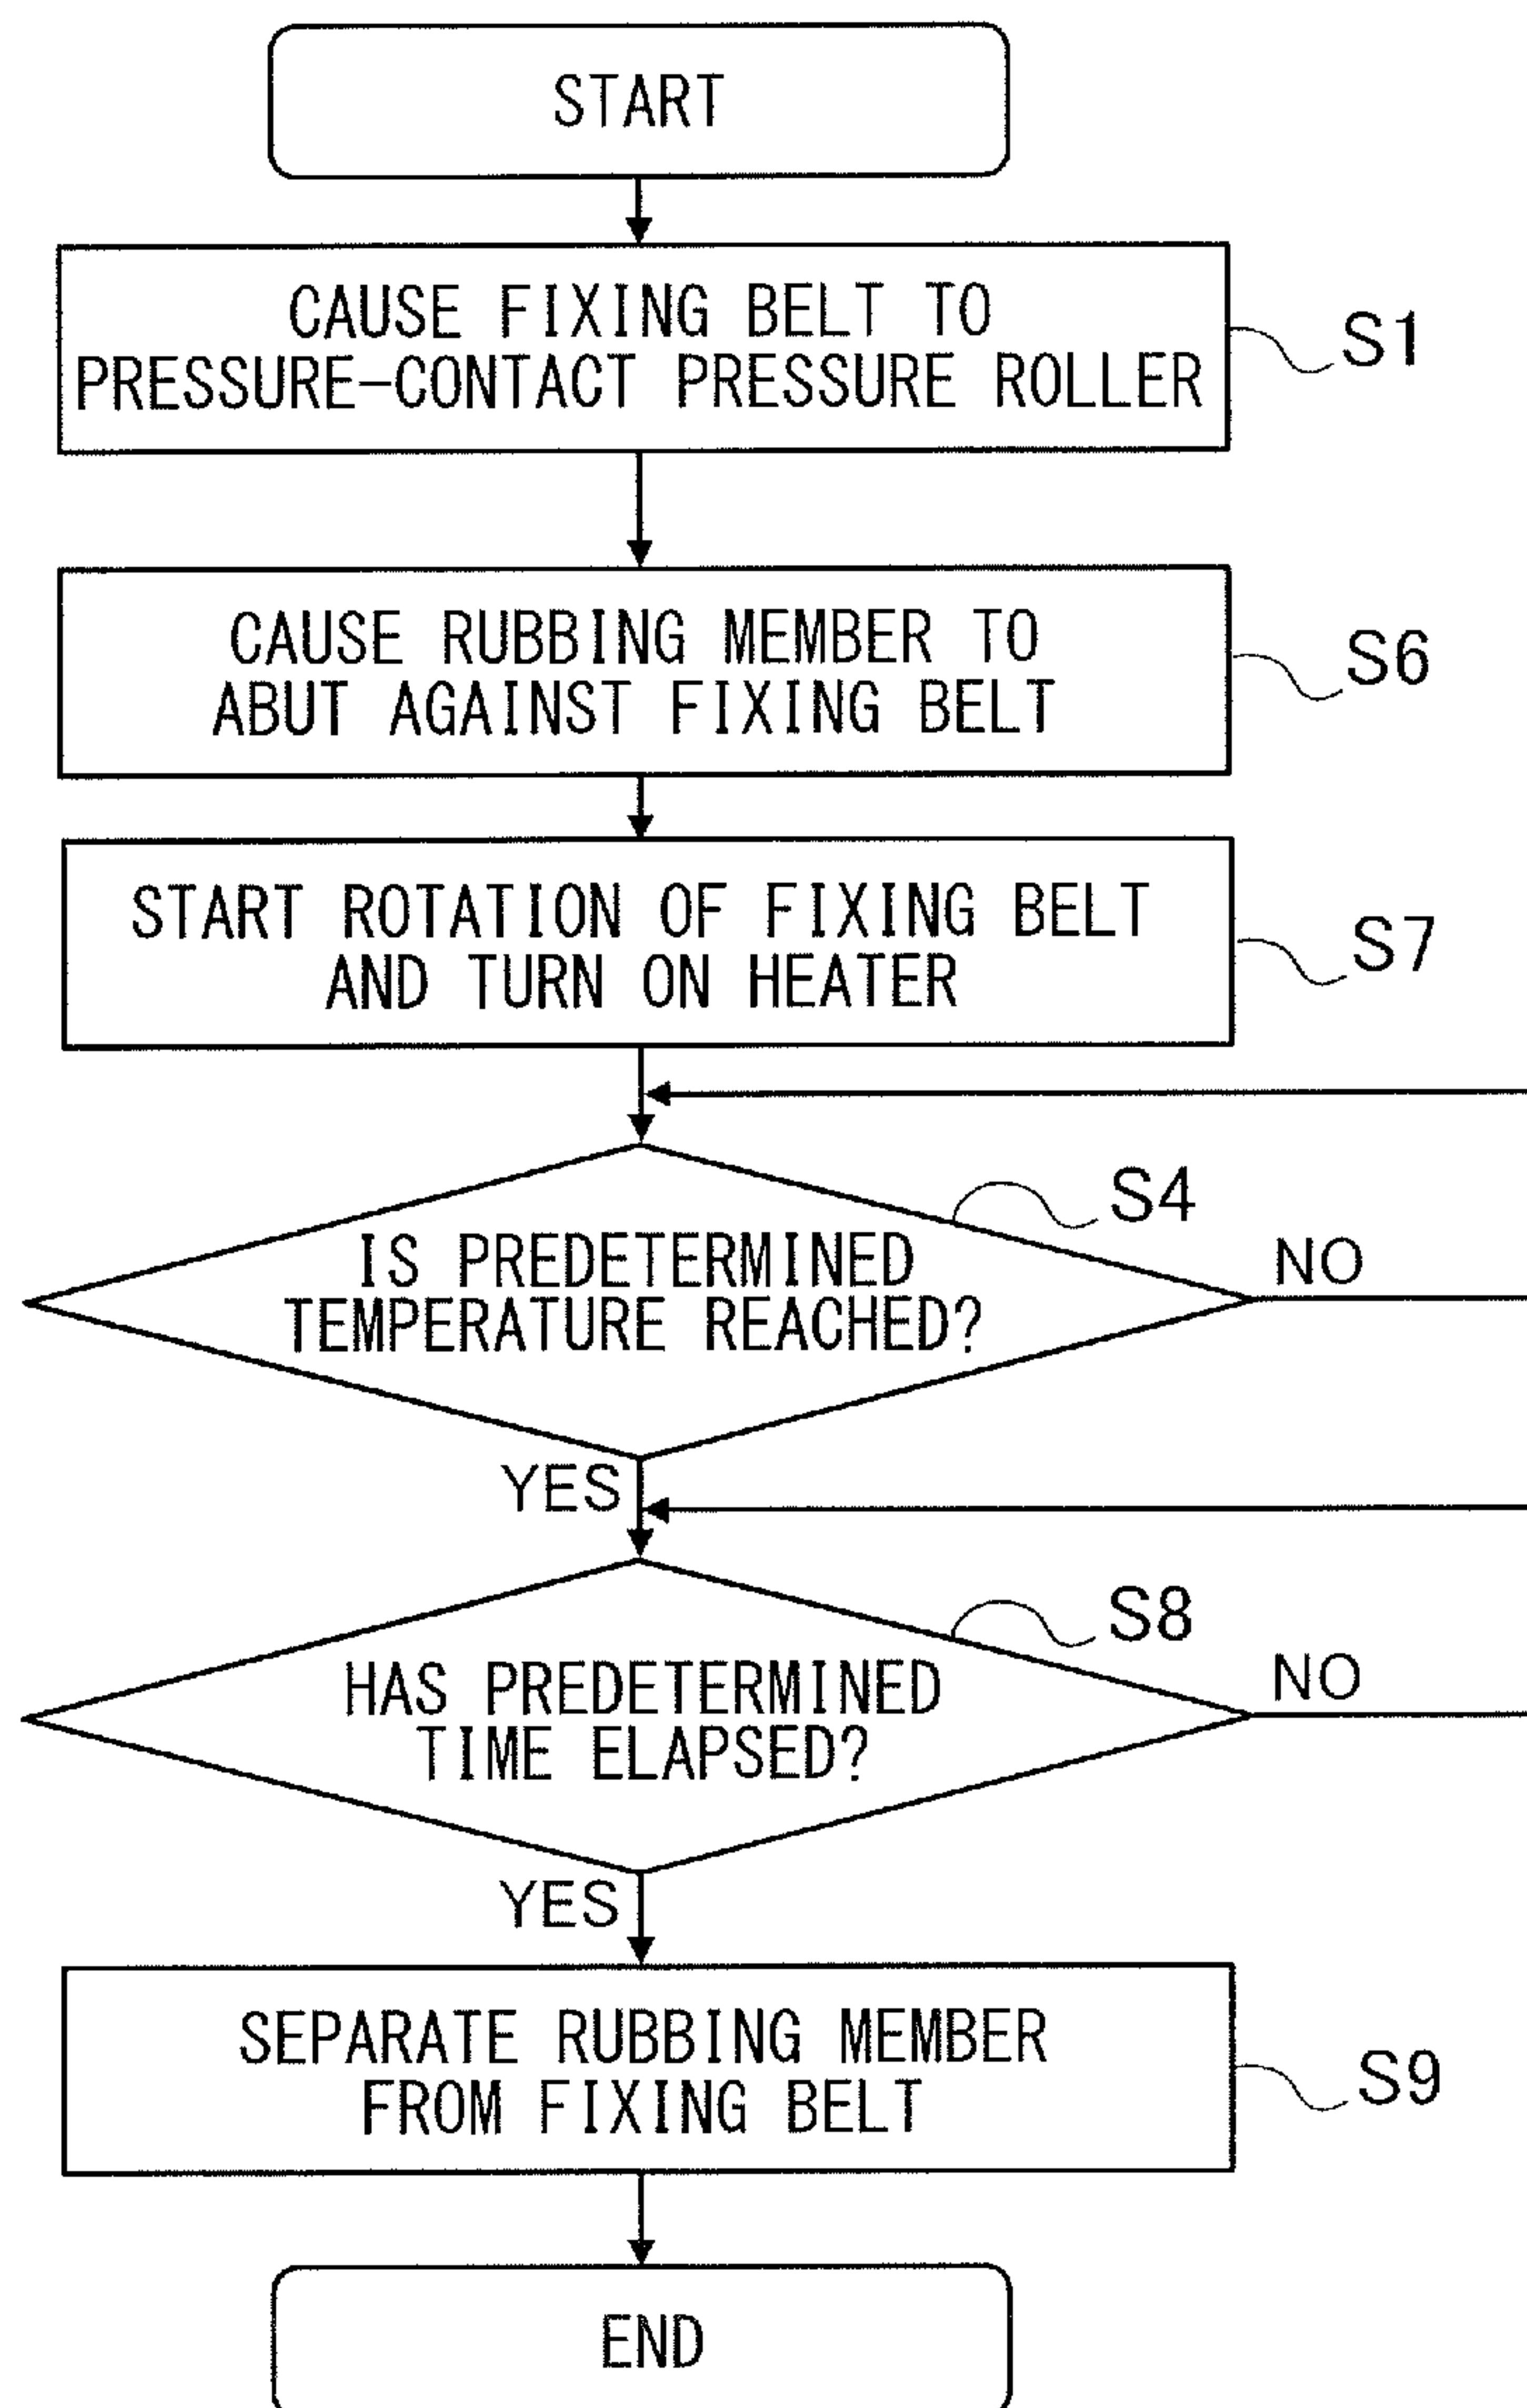 START
CAUSE FIXING BELT TO
PRESSURE-CONTACT PRESSURE ROLLER
S1
CAUSE RUBBING MEMBER TO
ABUT AGAINST FIXING BELT
S6
START ROTATION OF FIXING BELT
AND TURN ON HEATER
S7
S4
IS PREDETERMINED
TEMPERATURE REACHED?
NO
YES
S8
HAS PREDETERMINED
TIME ELAPSED?
NO
YES
SEPARATE RUBBING MEMBER
FROM FIXING BELT
S9
END